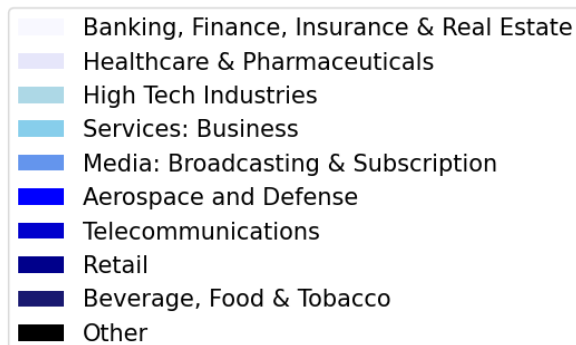 Banking, Finance, Insurance & Real Estate
Healthcare & Pharmaceuticals
High Tech Industries
Services: Business
Media: Broadcasting & Subscription
Aerospace and Defense
Telecommunications
Retail
Beverage, Food & Tobacco
Other